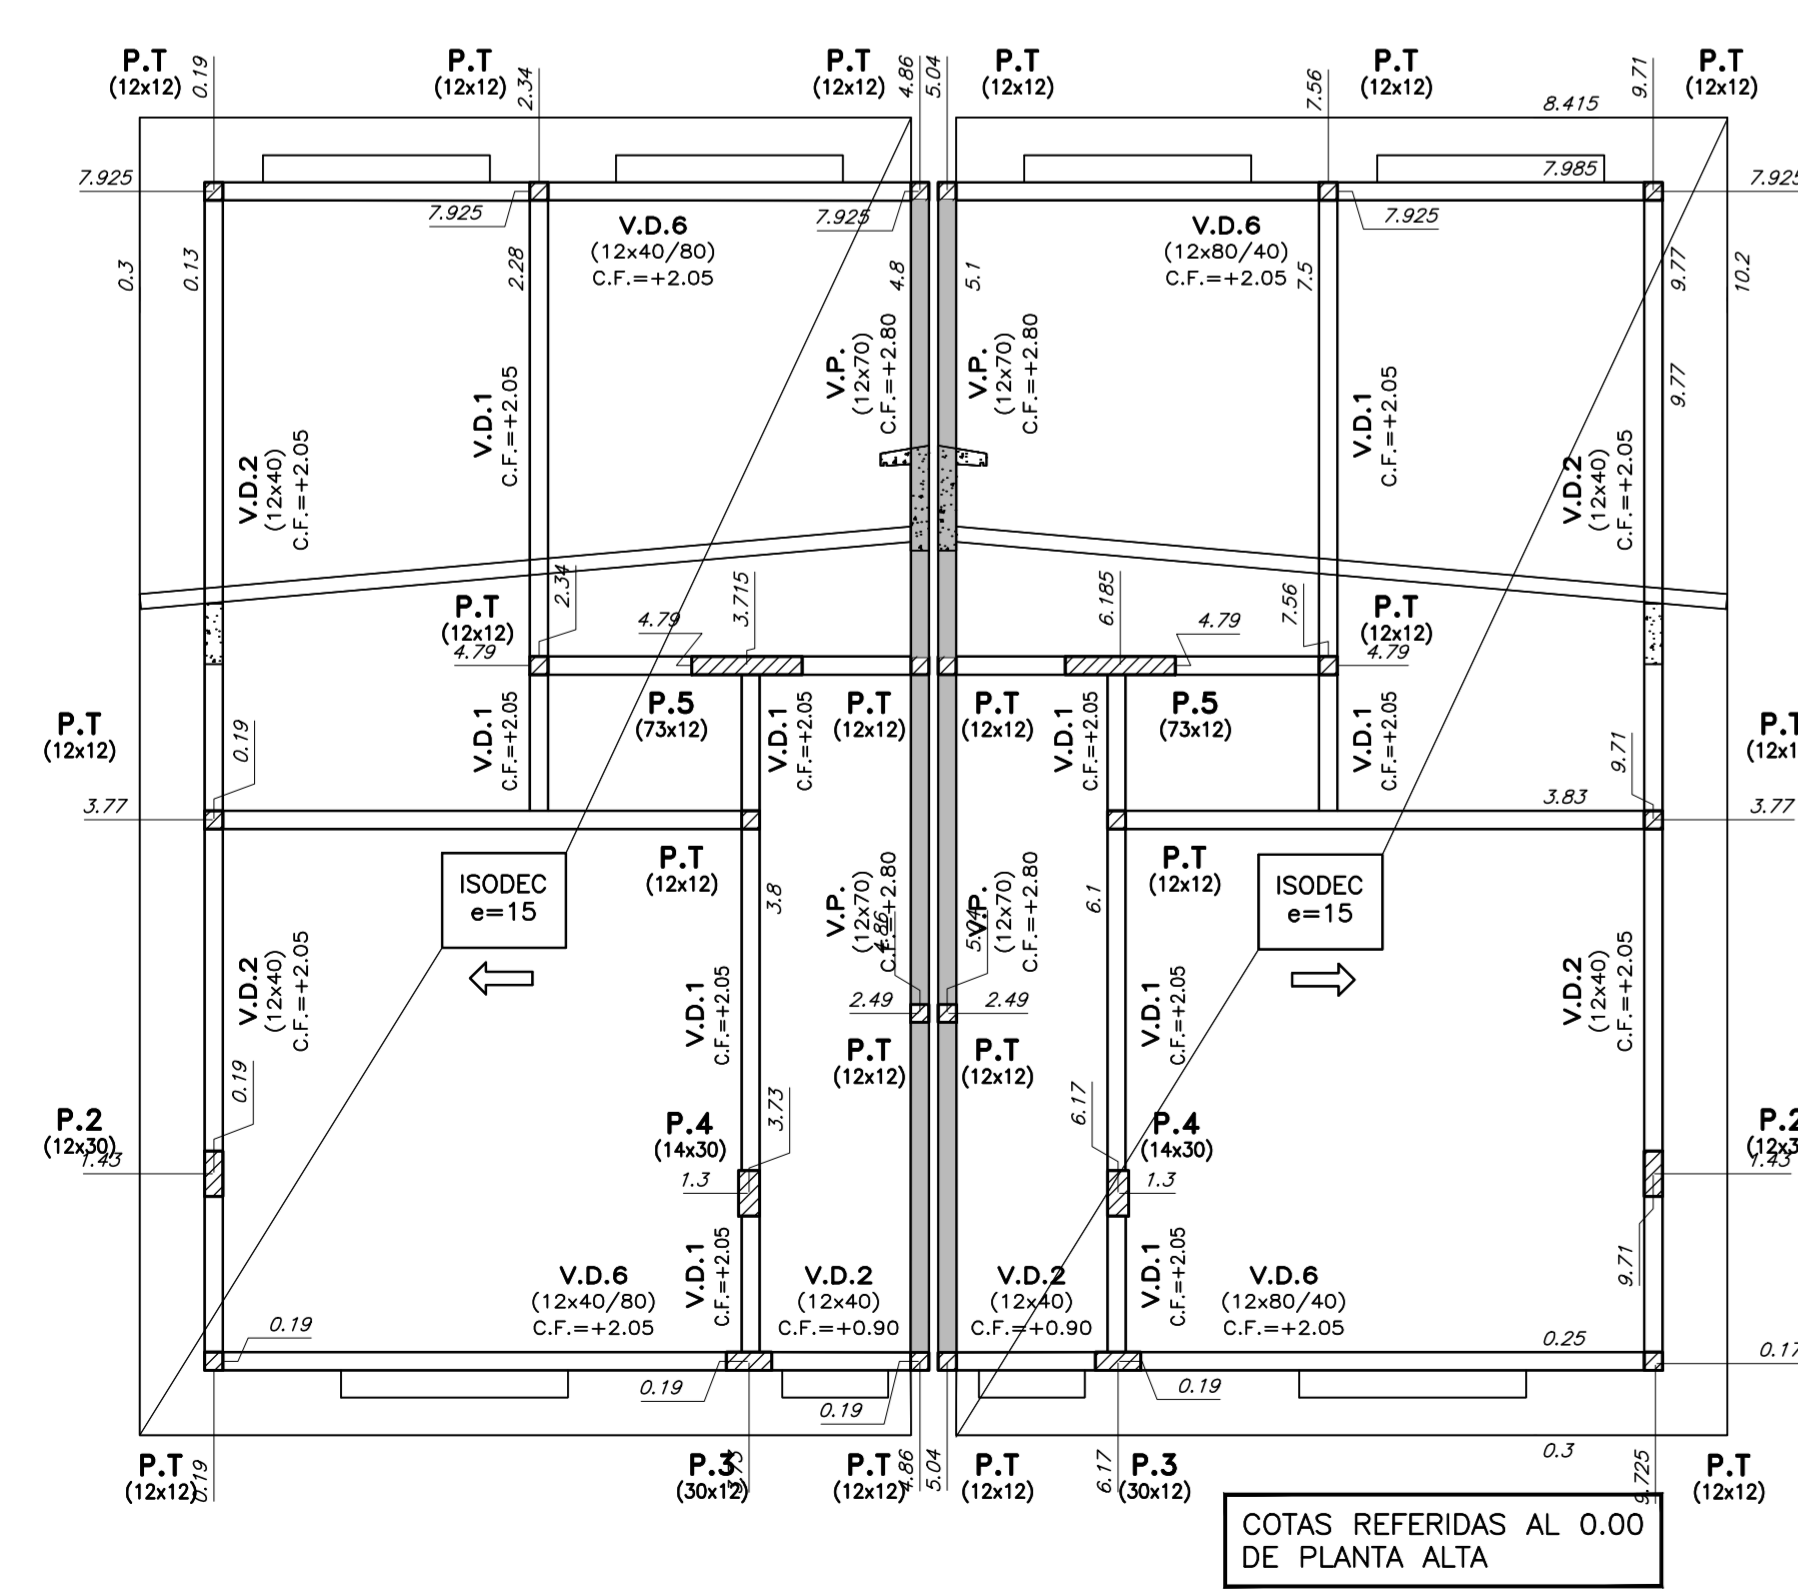 P.T
(12x12)
0.19
P.T
(12x12)
2.34
P.T
(12x12)
4.86
5.04
P.T
(12x12)
7.56
P.T
(12x12)
8.415
9.71
P.T
(12x12)
7.925
7.925
7.925
7.925
7.985
7.925
0.3
0.13
2.28
V.D.6
(12x40/80)
C.F.=+2.05
4.8
5.1
V.D.6
(12x80/40)
C.F.=+2.05
7.5
9.77
10.2
V.D.2
(12x40)
C.F.=+2.05
V.D.1
C.F.=+2.05
V.P.
(12x70)
C.F.=+2.80
V.P.
(12x70)
C.F.=+2.80
V.D.1
C.F.=+2.05
V.D.2
(12x40)
C.F.=+2.05
9.77
P.T
(12x12)
4.79
2.34
4.79
3.715
6.185
4.79
7.56
P.T
(12x12)
4.79
P.T
(12x12)
0.19
V.D.1
C.F.=+2.05
P.5
(73x12)
V.D.1
C.F.=+2.05
P.T
(12x12)
P.T
(12x12)
V.D.1
C.F.=+2.05
P.5
(73x12)
V.D.1
C.F.=+2.05
9.71
P.T
(12x1
3.77
3.83
3.77
ISODEC
e=15
P.T
(12x12)
3.8
V.P.
(12x70)
C.F.=+2.80
4.86
5.04
V.P.
(12x70)
C.F.=+2.80
6.1
P.T
(12x12)
ISODEC
e=15
V.D.2
(12x40)
C.F.=+2.05
V.D.1
C.F.=+2.05
2.49
2.49
V.D.1
C.F.=+2.05
V.D.2
(12x40)
C.F.=+2.05
P.T
(12x12)
P.T
(12x12)
P.2
(12x30)
1.43
0.19
P.4
(14x30)
1.3
3.73
6.17
P.4
(14x30)
1.3
P.2
(12x3
1.43
9.71
V.D.6
(12x40/80)
C.F.=+2.05
V.D.1
C.F.=+2.05
V.D.2
(12x40)
C.F.=+0.90
V.D.2
(12x40)
C.F.=+0.90
V.D.1
C.F.=+2.05
V.D.6
(12x80/40)
C.F.=+2.05
0.19
0.19
0.19
0.19
0.25
0.17
P.T
(12x12)
0.19
P.3
(30x12)
P.T
(12x12)
4.86
5.04
P.T
(12x12)
6.17
P.3
(30x12)
0.3
9.725
P.T
(12x12)
COTAS REFERIDAS AL 0.00
DE PLANTA ALTA